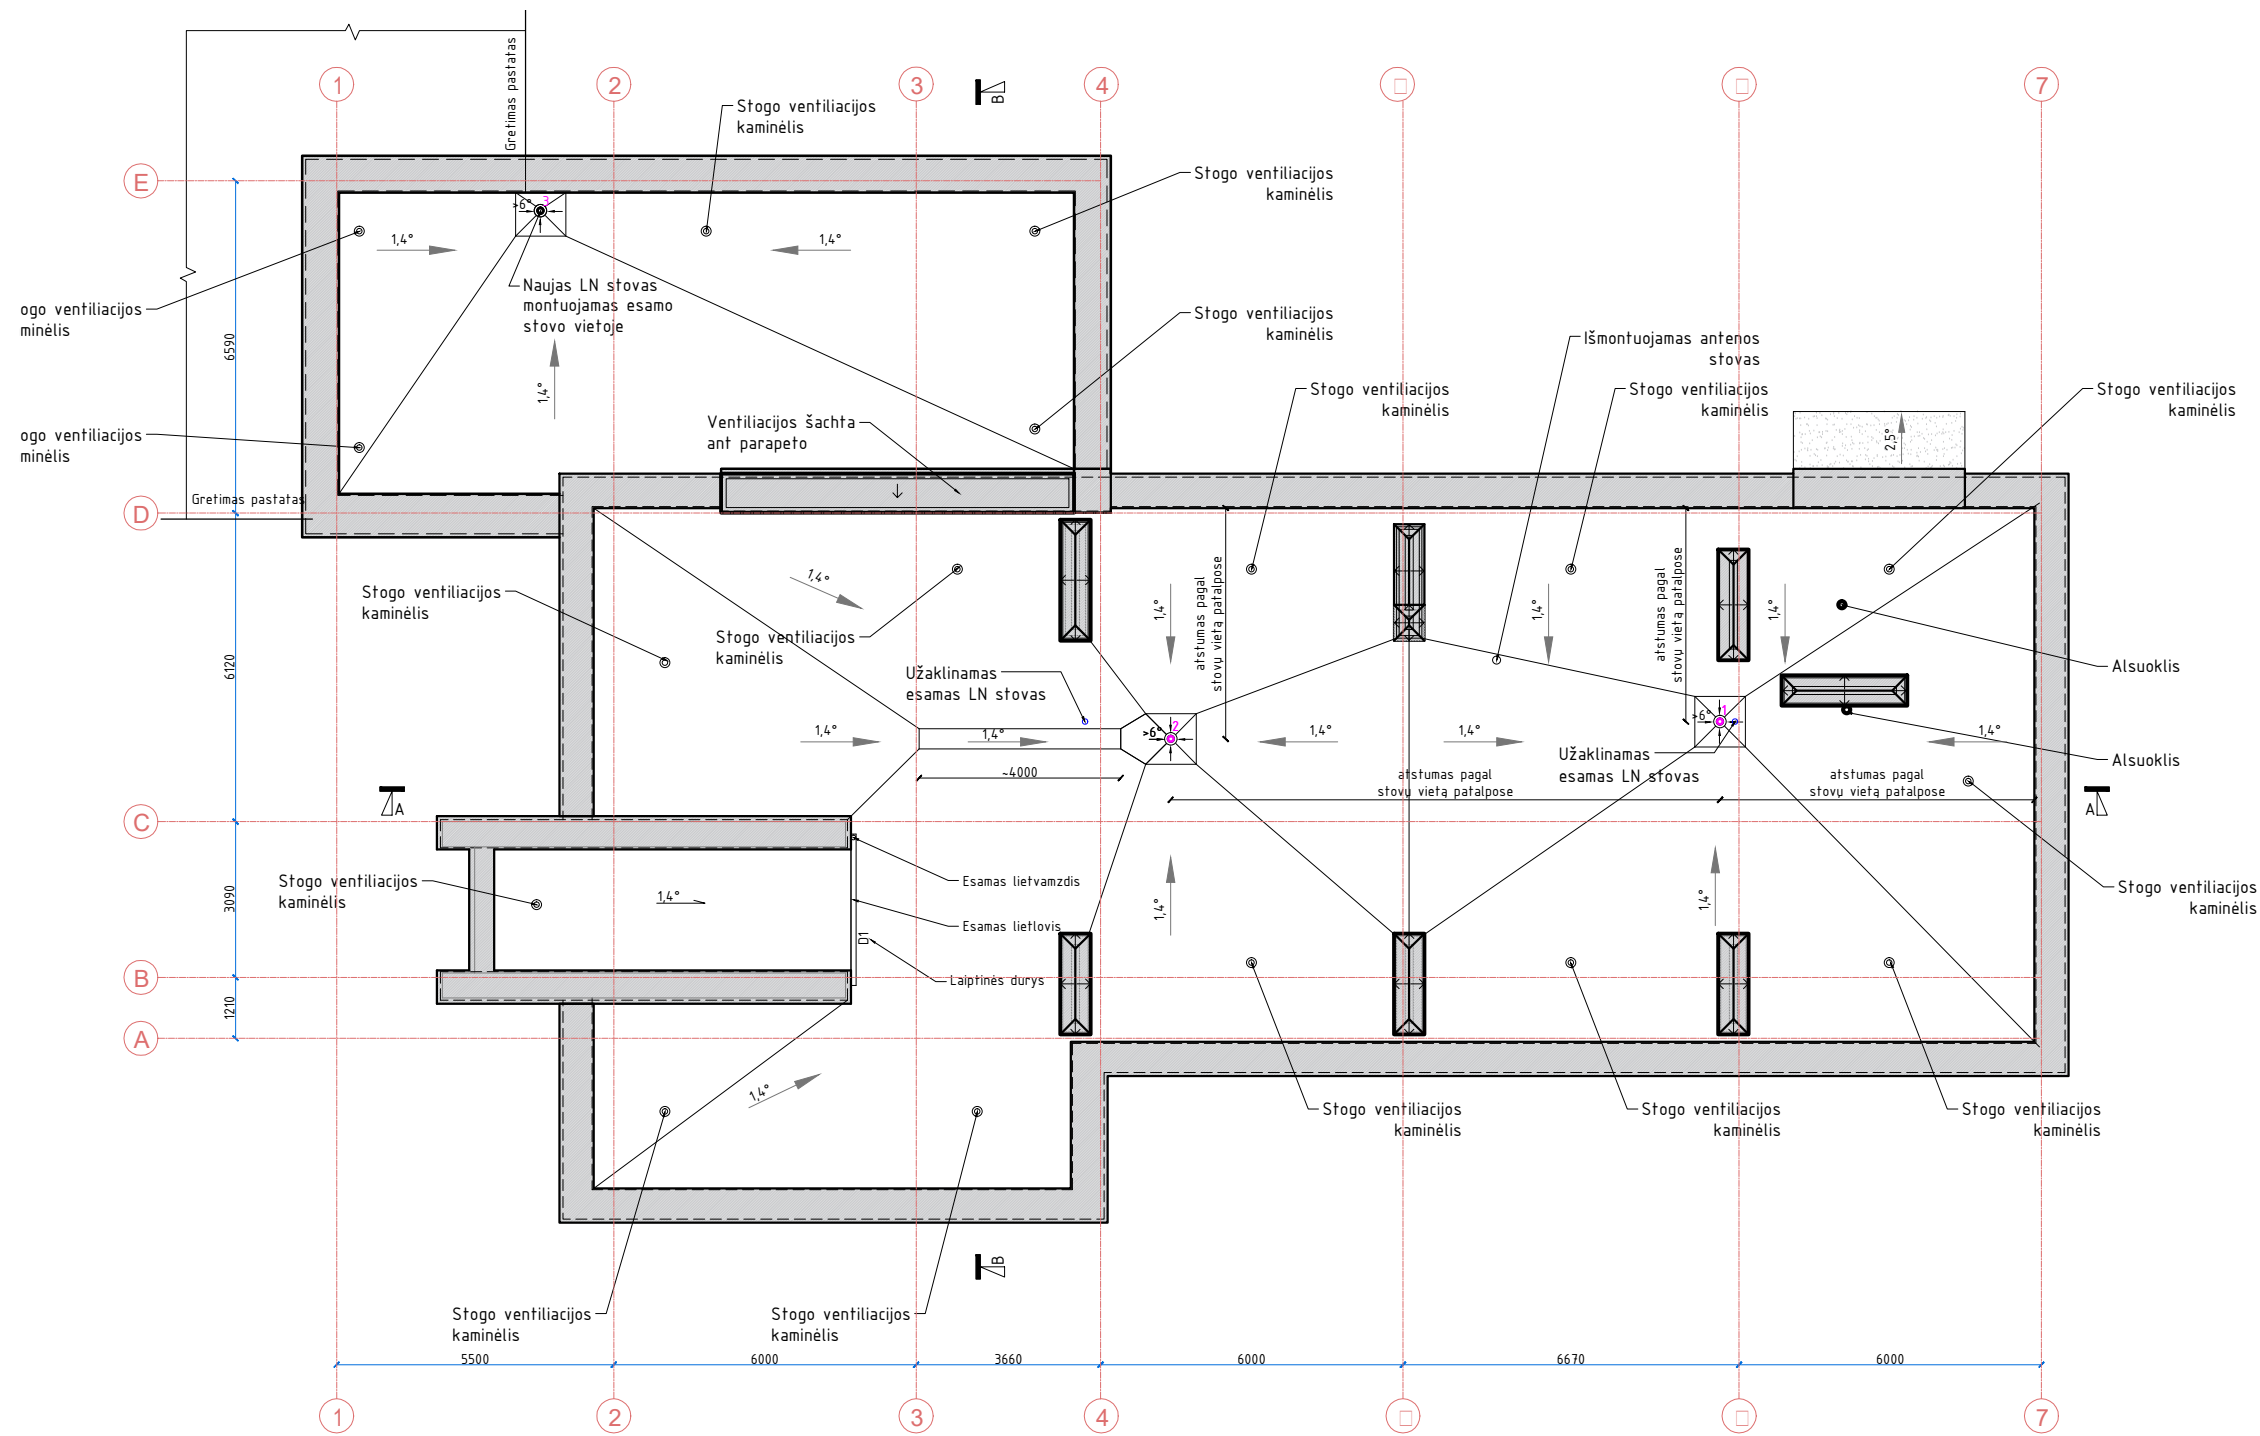 Gretimas pastatas
1
2
3
4
7
B
Stogo ventiliacijos
kaminėlis
Stogo ventiliacijos
kaminėlis
E
>6°
3
1,4°
1,4°
Naujas LN stovas
montuojamas esamo
stovo vietoje
ogo ventiliacijos
minėlis
Stogo ventiliacijos
kaminėlis
6590
1,4°
Išmontuojamas antenos
stovas
Stogo ventiliacijos
kaminėlis
Stogo ventiliacijos
kaminėlis
Stogo ventiliacijos
kaminėlis
Ventiliacijos šachta
ant parapeto
ogo ventiliacijos
minėlis
2,5°
Gretimas pastatas
D
Stogo ventiliacijos
kaminėlis
1,4°
Stogo ventiliacijos
kaminėlis
1,4°
atstumas pagal
stovų vietą patalpose
1,4°
atstumas pagal
stovų vietą patalpose
1,4°
6120
Alsuoklis
Užaklinamas
esamas LN stovas
1,4°
1,4°
>6°
2
1,4°
1,4°
>6°
1
1,4°
Užaklinamas
esamas LN stovas
Alsuoklis
~4000
atstumas pagal
stovų vietą patalpose
atstumas pagal
stovų vietą patalpose
A
A
C
Stogo ventiliacijos
kaminėlis
1,4°
Esamas lietvamzdis
Esamas lietlovis
D1
Laiptinės durys
1,4°
1,4°
Stogo ventiliacijos
kaminėlis
3090
B
1210
A
1,4°
Stogo ventiliacijos
kaminėlis
Stogo ventiliacijos
kaminėlis
Stogo ventiliacijos
kaminėlis
B
Stogo ventiliacijos
kaminėlis
Stogo ventiliacijos
kaminėlis
5500
6000
3660
6000
6670
6000
1
2
3
4
7